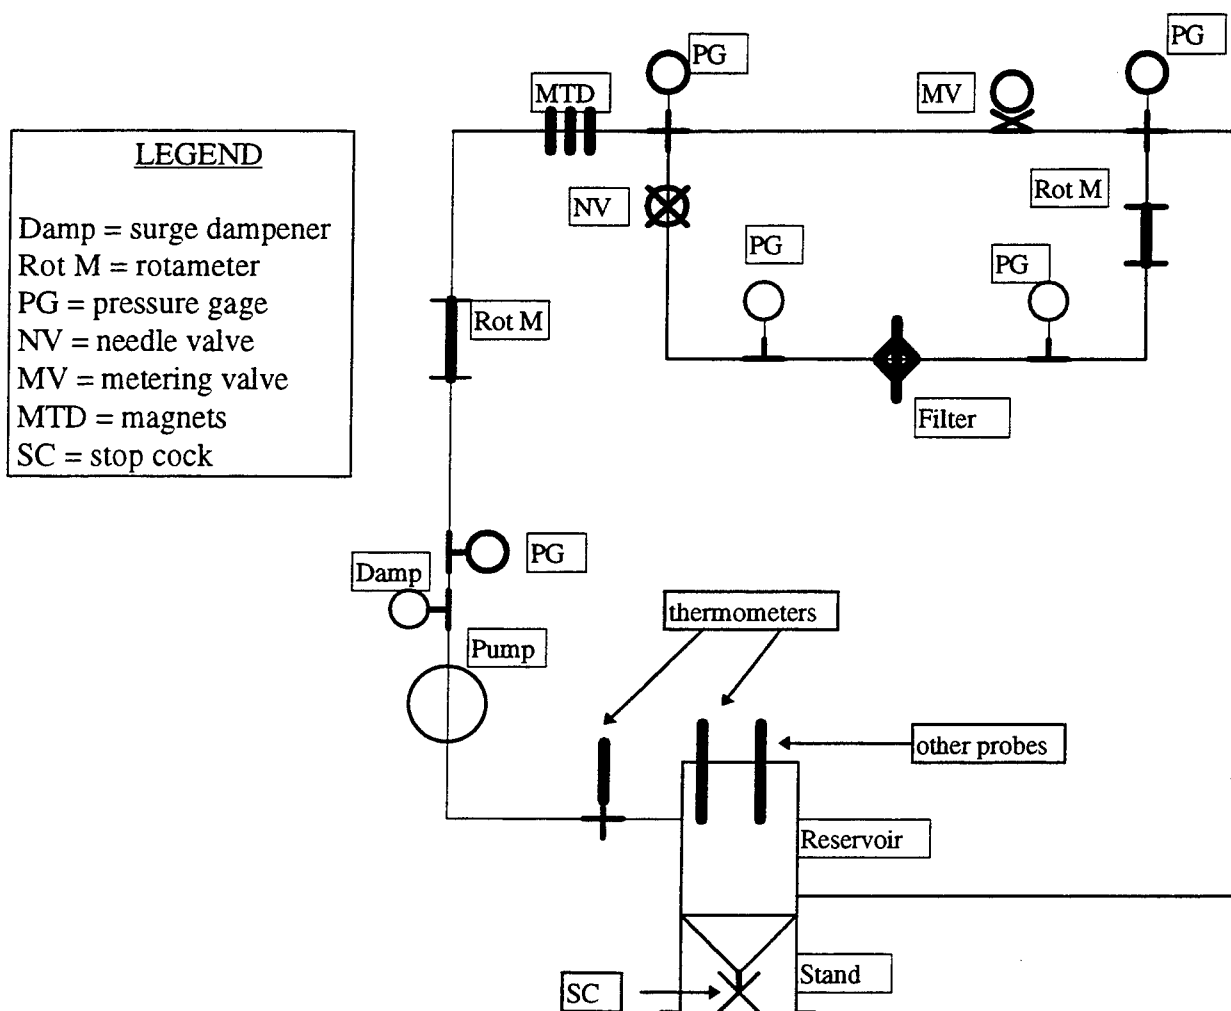 PG
PG
MTD
MV
LEGEND
Damp = surge dampener
Rot M = rotameter
PG = pressure gage
NV = needle valve
MV = metering valve
MTD = magnets
SC = stop cock
NV
Rot M
PG
PG
Rot M
Filter
PG
Damp
thermometers
Pump
other probes
Reservoir
Stand
SC